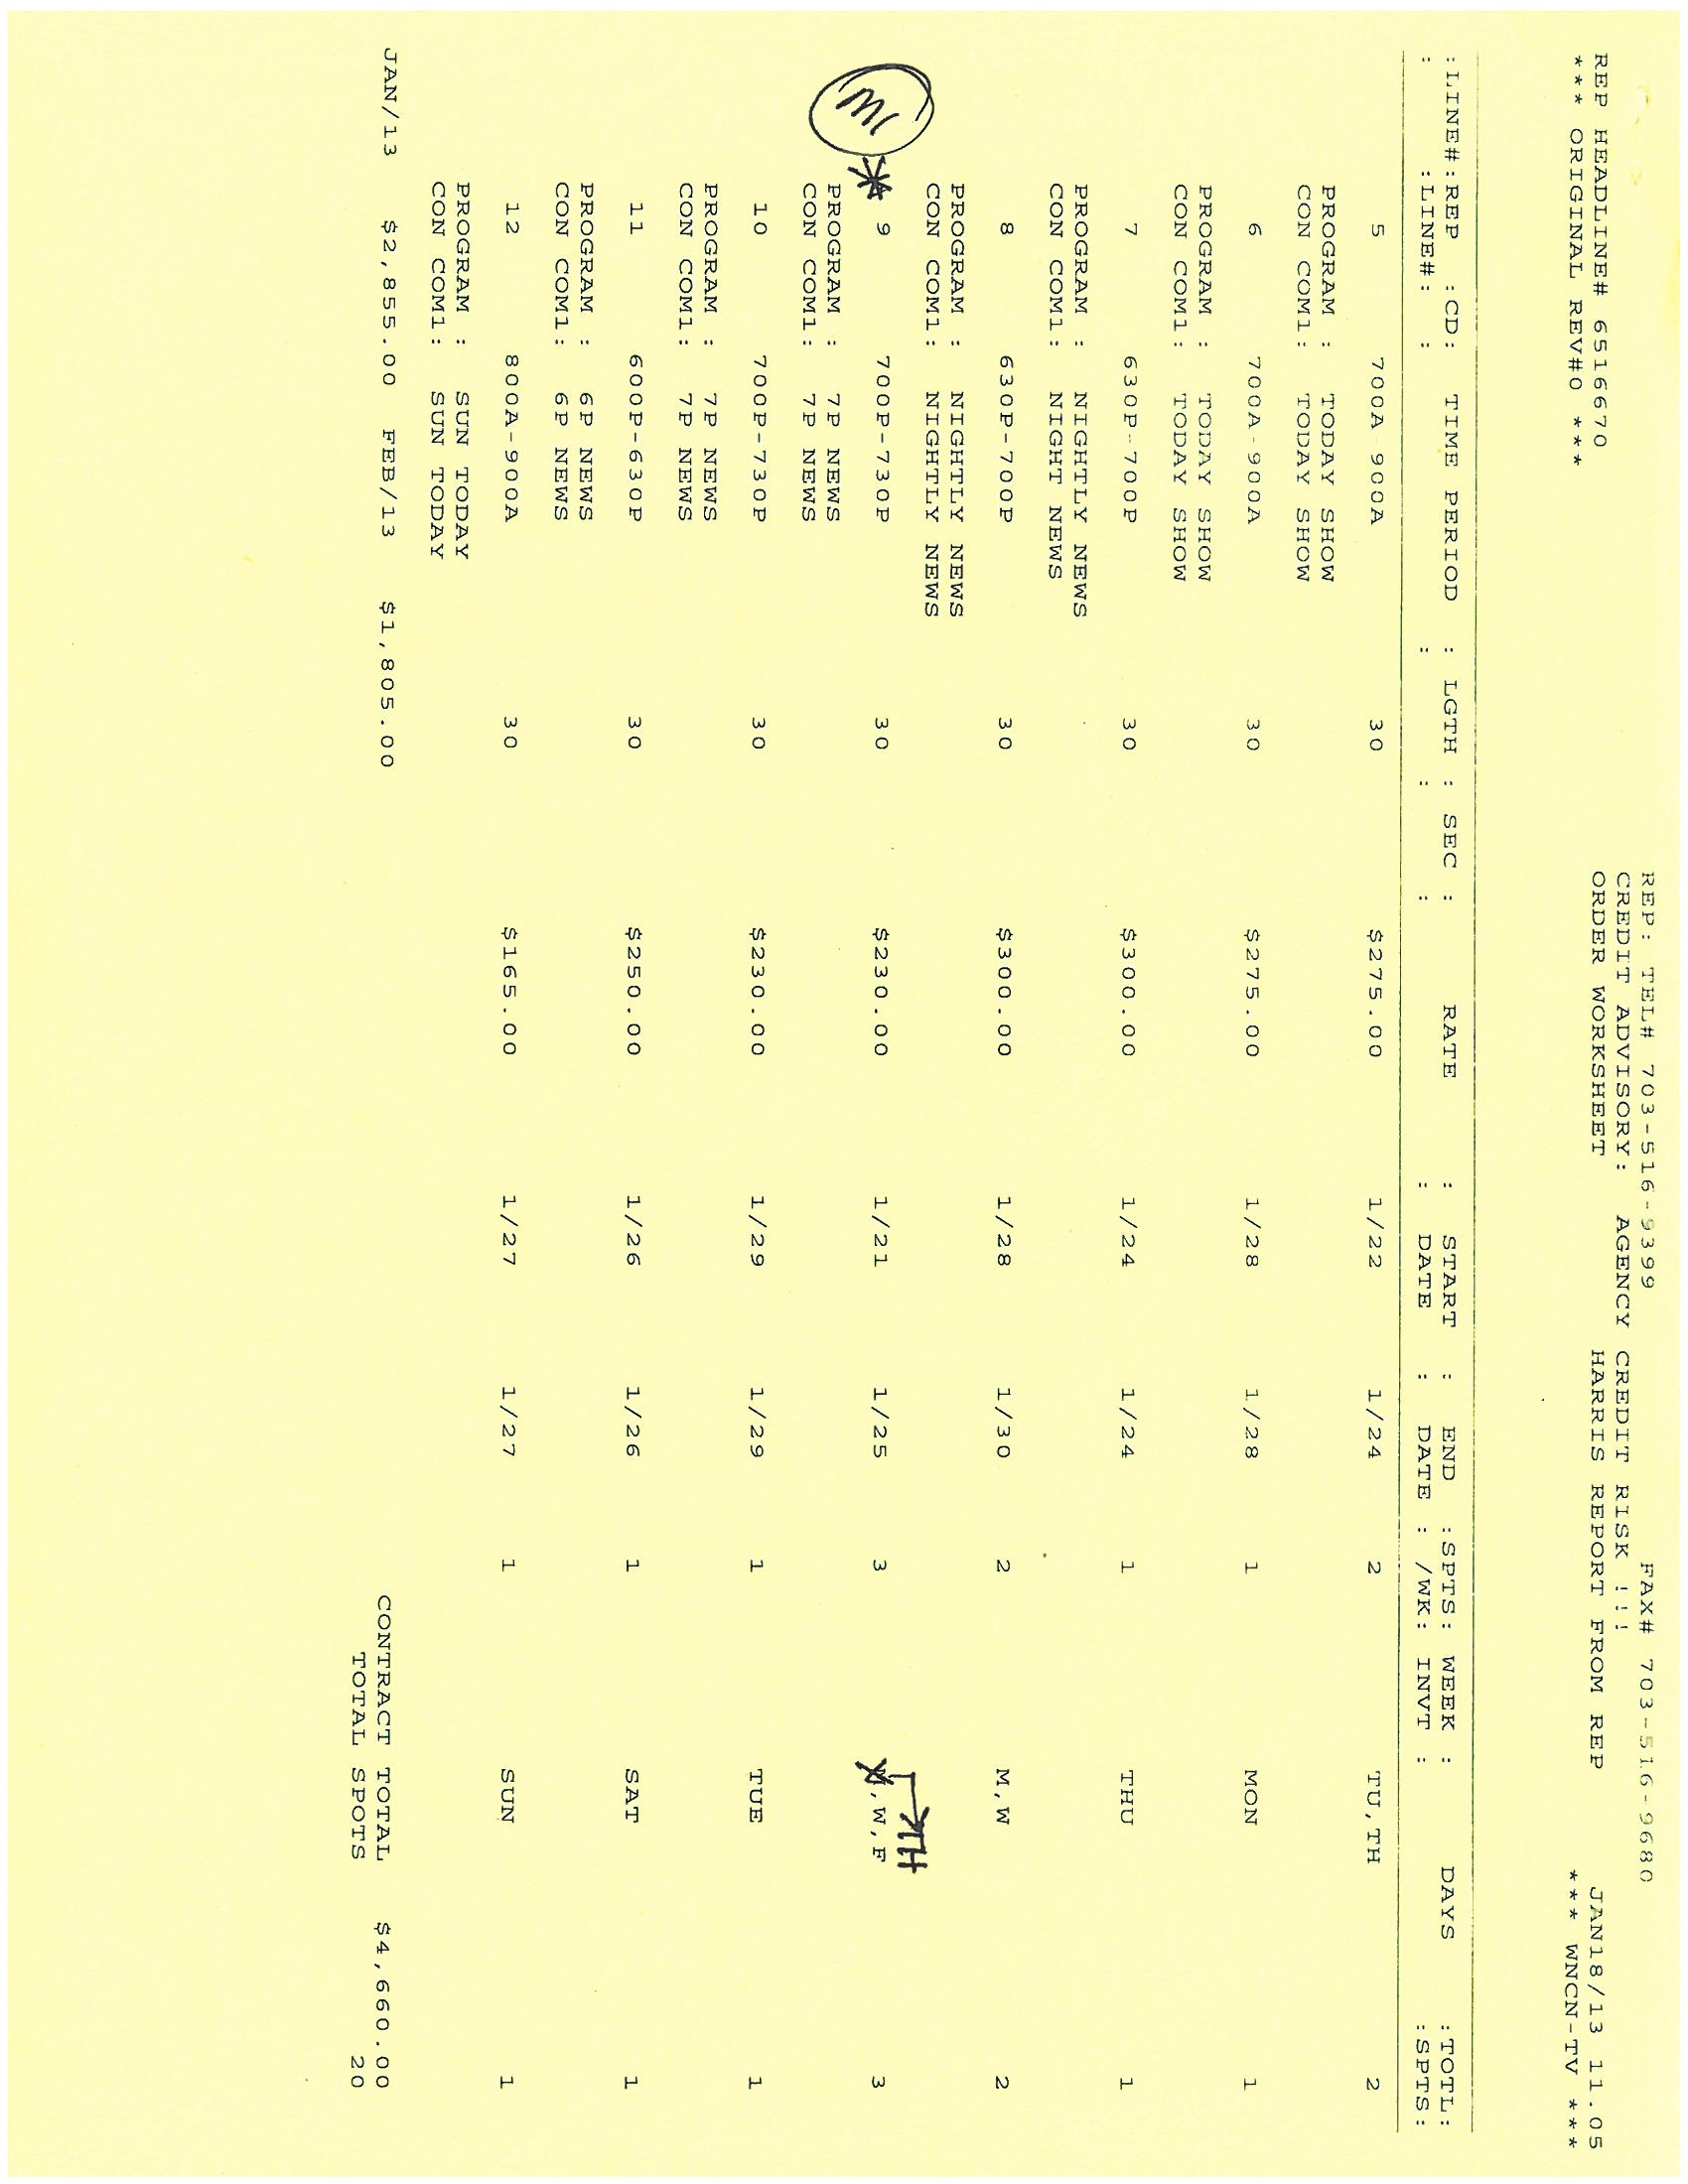 REP: TEL# 703-516-9399 FAX# 703-516-9680
CREDIT ADVISORY: AGENCY CREDIT RISK !!!
REP HEADLINE# 6516670 ORDER WORKSHEET HARRIS REPORT FROM REP JAN18/13 11.05
*** ORIGINAL REV#0 *** *** WNCN-TV ***
:LINE#:REP :CD: TIME PERIOD : LGTH : SEC : RATE : START : END :SPTS: WEEK : DAYS :TOTL:
: :LINE#: : : : : : DATE : DATE : /WK: INVT : :SPTS:
5 700A-900A 30 $275.00 1/22 1/24 2 TU,TH 2
PROGRAM : TODAY SHOW
CON COM1: TODAY SHOW
6 700A-900A 30 $275.00 1/28 1/28 1 MON 1
PROGRAM : TODAY SHOW
CON COM1: TODAY SHOW
7 630P-700P 30 $300.00 1/24 1/24 1 THU 1
PROGRAM : NIGHTLY NEWS
CON COM1: NIGHT NEWS
8 630P-700P 30 $300.00 1/28 1/30 2 M,W 2
PROGRAM : NIGHTLY NEWS
CON COM1: NIGHTLY NEWS
TH
* 9 700P-730P 30 $230.00 1/21 1/25 3 M,W,F 3
PROGRAM : 7P NEWS
CON COM1: 7P NEWS
10 700P-730P 30 $230.00 1/29 1/29 1 TUE 1
PROGRAM : 7P NEWS
CON COM1: 7P NEWS
11 600P-630P 30 $250.00 1/26 1/26 1 SAT 1
PROGRAM : 6P NEWS
CON COM1: 6P NEWS
12 800A-900A 30 $165.00 1/27 1/27 1 SUN 1
PROGRAM : SUN TODAY
CON COM1: SUN TODAY
JAN/13 $2,855.00 FEB/13 $1,805.00 CONTRACT TOTAL $4,660.00
TOTAL SPOTS 20